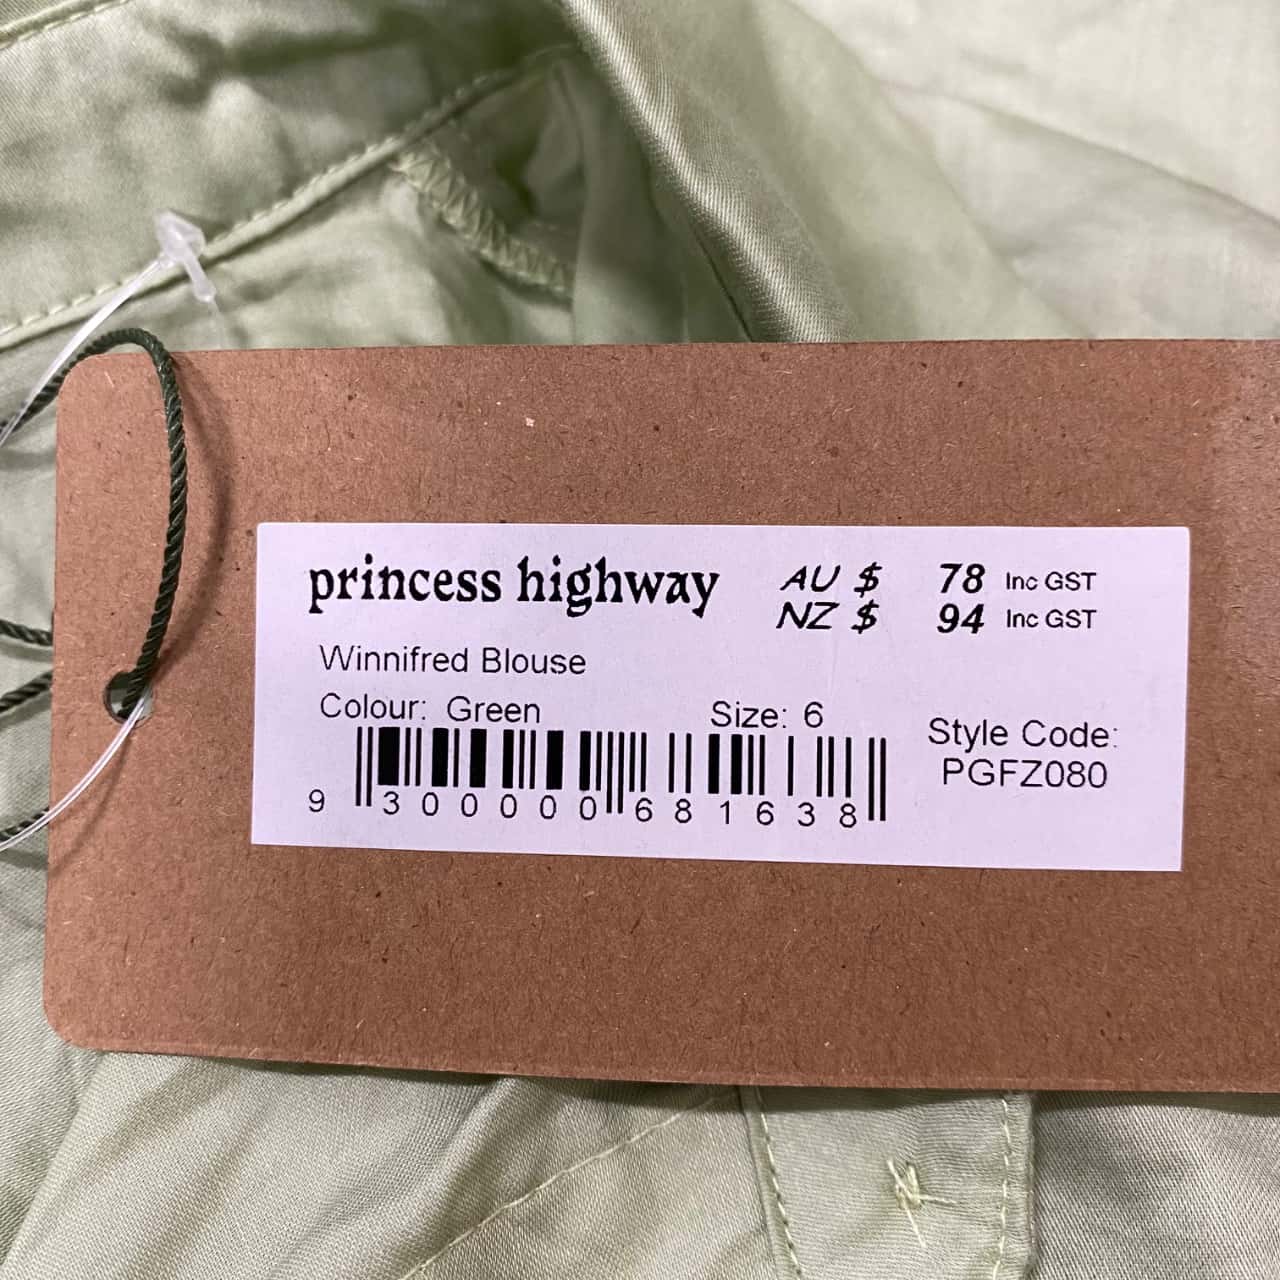 princess highway
AU $ 78 Inc GST
NZ $ 94 Inc GST
Winnifred Blouse
Colour: Green Size: 6
Style Code:
PGFZ080
9 300000 681638